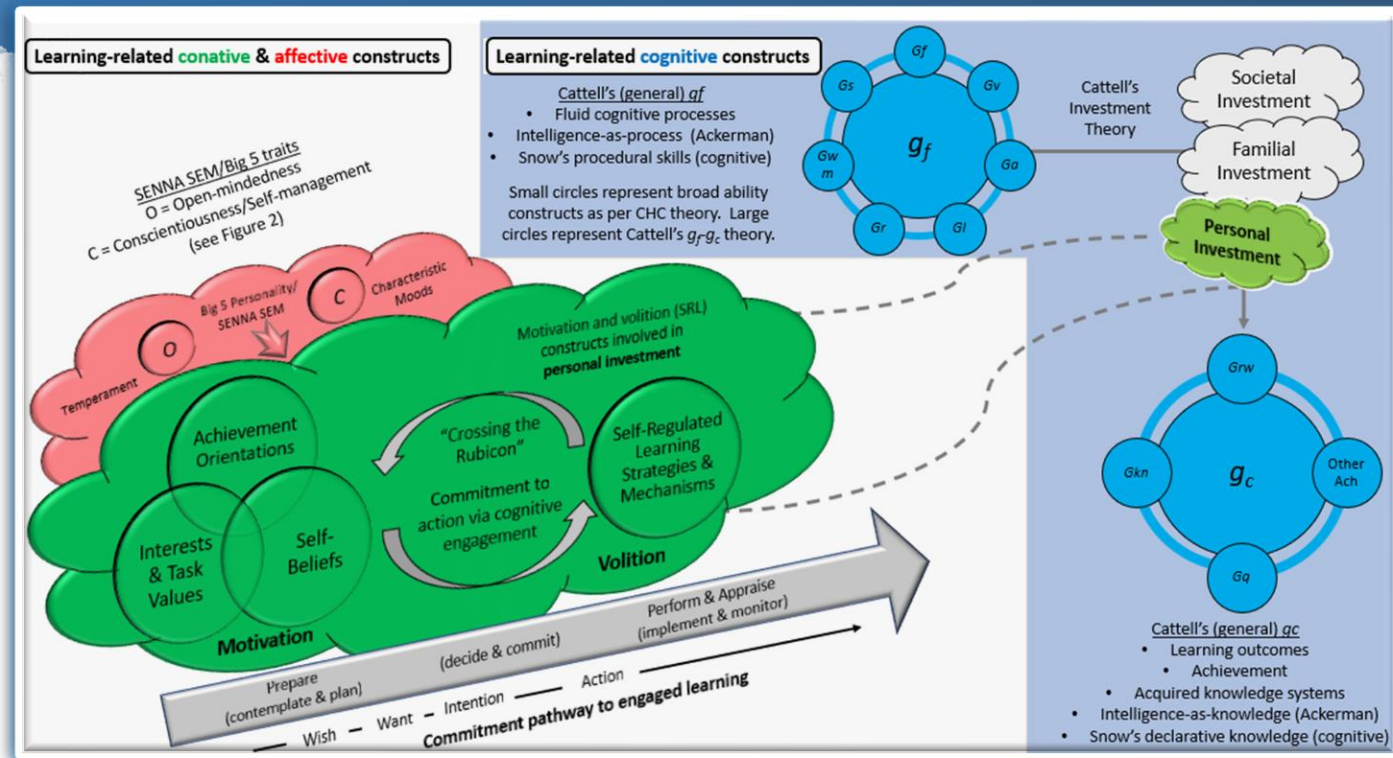 Learning-related conative & affective constructs
SENNA SEM/Big 5 traits
O = Open-mindedness
C = Conscientiousness/Self-management
(see Figure 2)
Temperament
O
Big 5 Personality/
SENNA SEM
C
Characteristic
Moods
Motivation and volition (SRL)
constructs involved in
personal investment
Achievement
Orientations
Interests
& Task
Values
Self-
Beliefs
Motivation
"Crossing the
Rubicon"
Commitment to
action via cognitive
engagement
Self-Regulated
Learning
Strategies &
Mechanisms
Volition
Prepare
(contemplate & plan)
(decide & commit)
Perform & Appraise
(implement & monitor)
Wish
Want
Intention
Action
Commitment pathway to engaged learning
Learning-related cognitive constructs
Cattell's (general) gf
• Fluid cognitive processes
• Intelligence-as-process (Ackerman)
• Snow's procedural skills (cognitive)
Small circles represent broad ability
constructs as per CHC theory. Large
circles represent Cattell's gf-gc theory.
Gf
Gs
Gv
gf
Gw
m
Ga
Gr
Gl
Cattell's
Investment
Theory
Societal
Investment
Familial
Investment
Personal
Investment
Grw
Gkn
gc
Other
Ach
Gq
Cattell's (general) gc
• Learning outcomes
• Achievement
• Acquired knowledge systems
• Intelligence-as-knowledge (Ackerman)
• Snow's declarative knowledge (cognitive)